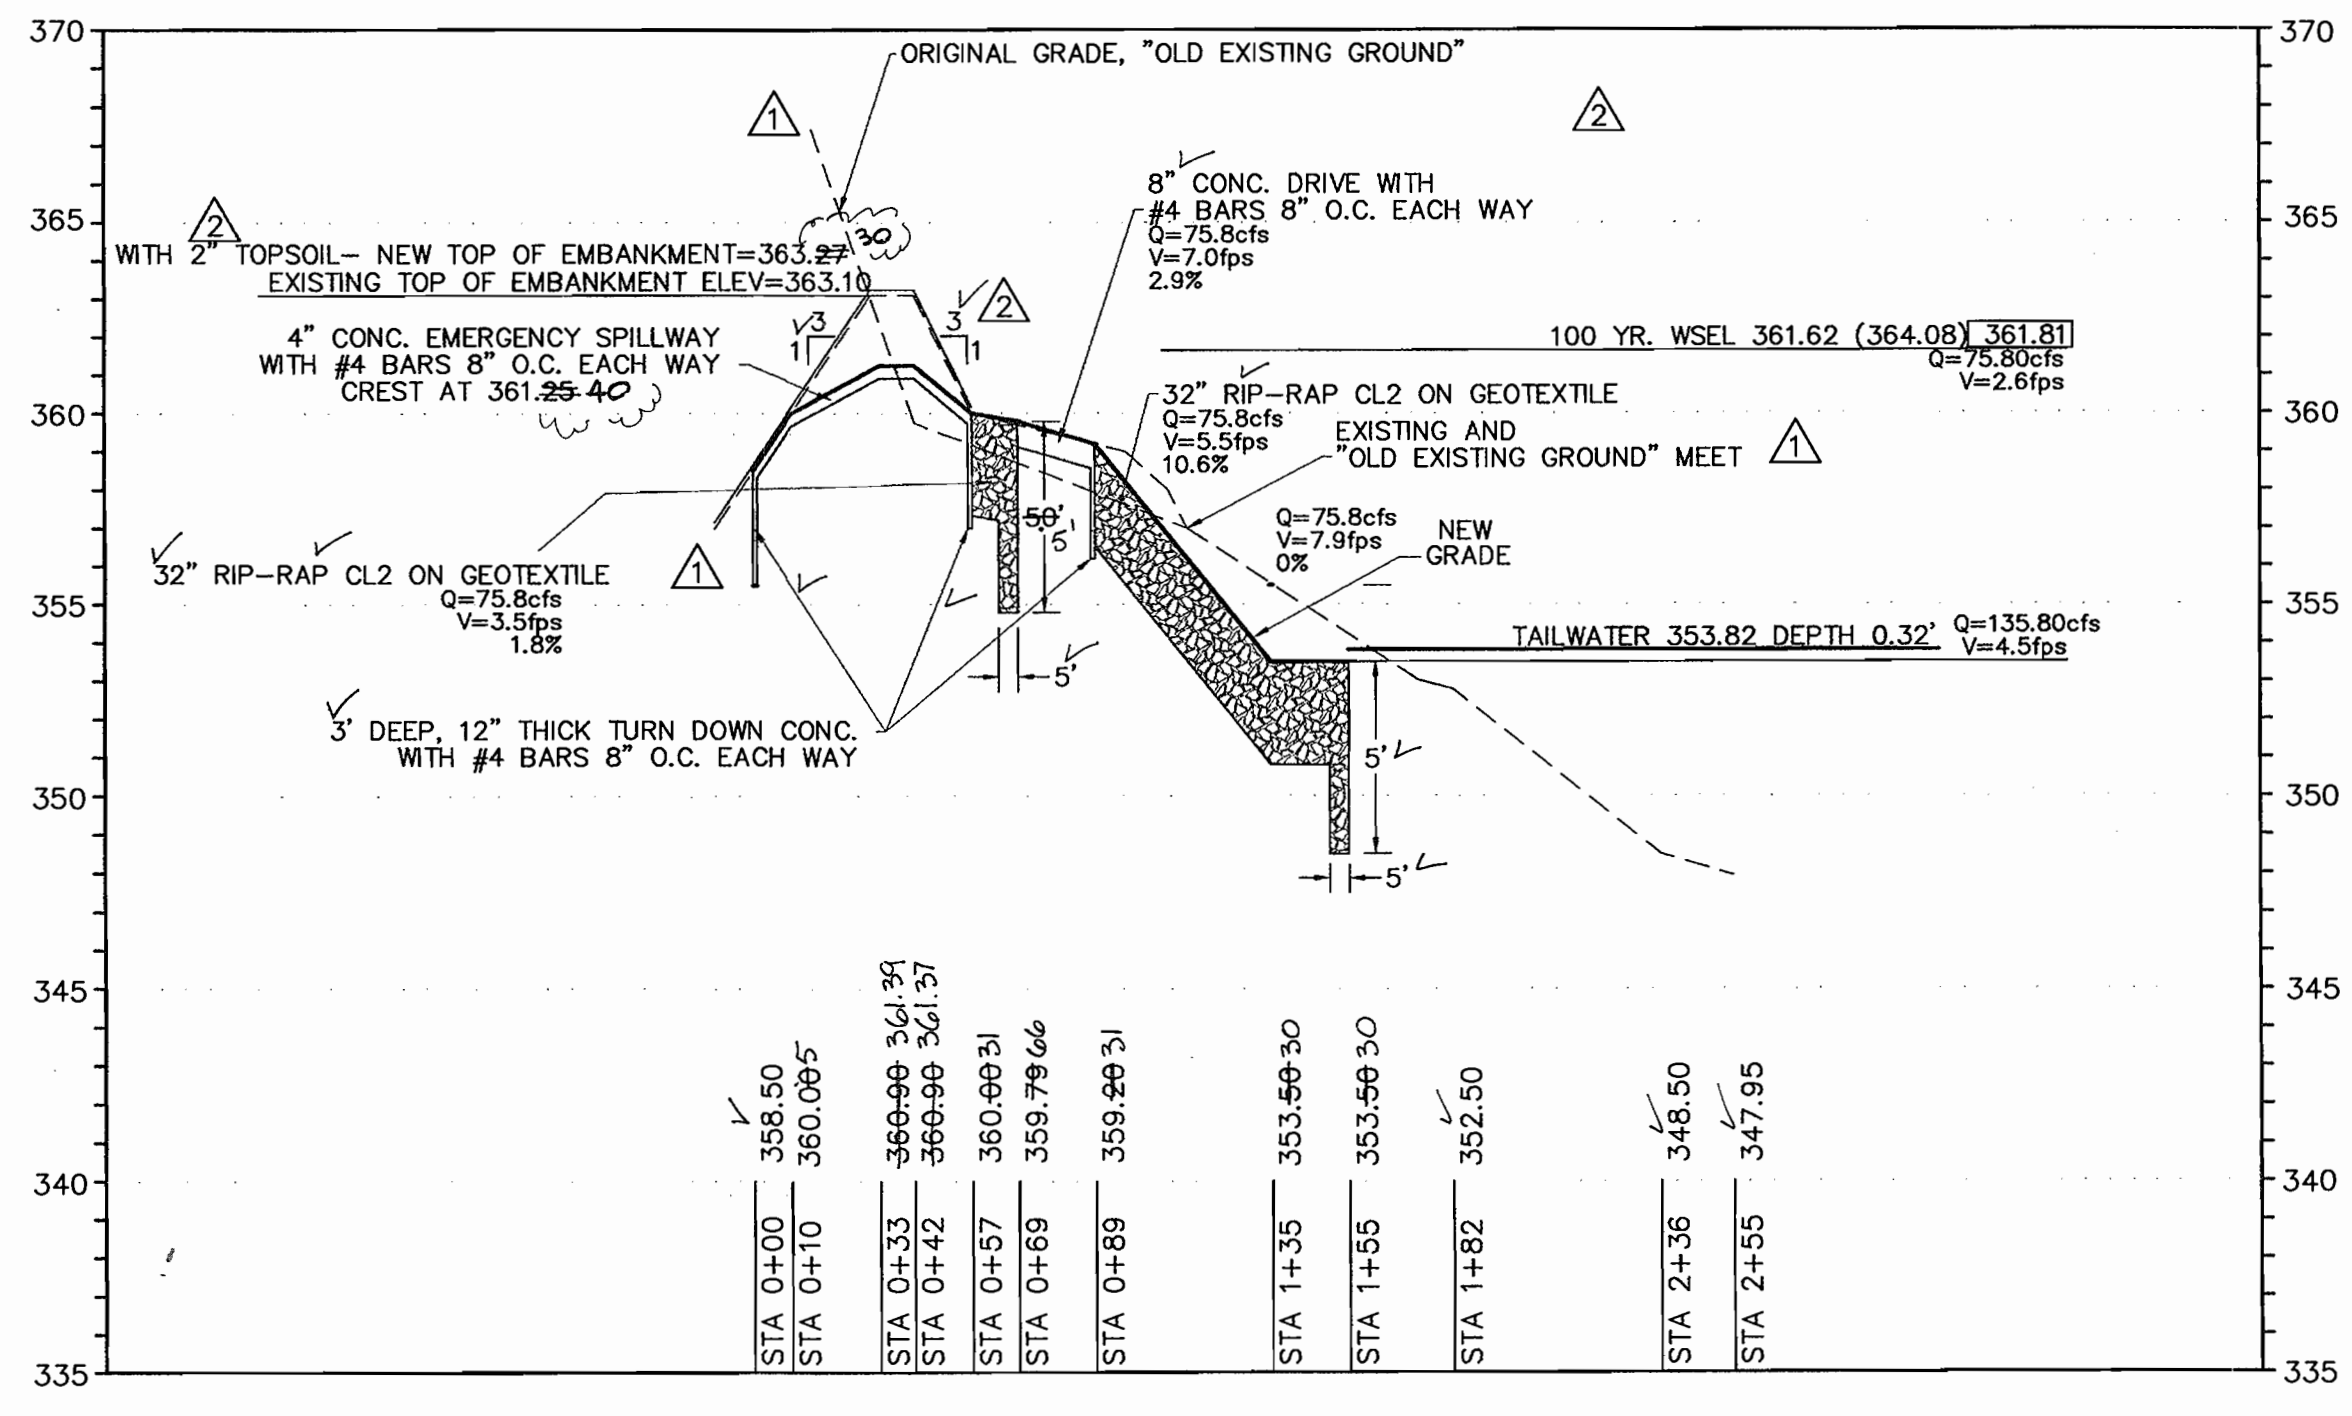 370
370
ORIGINAL GRADE, "OLD EXISTING GROUND"
1
2
8" CONC. DRIVE WITH
#4 BARS 8" O.C. EACH WAY
Q=75.8cfs
V=7.0fps
2.9%
365
365
2
30
WITH 2" TOPSOIL- NEW TOP OF EMBANKMENT=363.27
EXISTING TOP OF EMBANKMENT ELEV=363.10
3
1
3
1
2
4" CONC. EMERGENCY SPILLWAY
WITH #4 BARS 8" O.C. EACH WAY
CREST AT 361.25 40
100 YR. WSEL 361.62 (364.08) 361.81
Q=75.80cfs
V=2.6fps
360
360
32" RIP-RAP CL2 ON GEOTEXTILE
Q=75.8cfs
V=5.5fps
10.6%
EXISTING AND
"OLD EXISTING GROUND" MEET
1
50'
5'
Q=75.8cfs
V=7.9fps
0%
NEW
GRADE
32" RIP-RAP CL2 ON GEOTEXTILE
Q=75.8cfs
V=3.5fps
1.8%
1
355
355
TAILWATER 353.82 DEPTH 0.32'
Q=135.80cfs
V=4.5fps
5'
3' DEEP, 12" THICK TURN DOWN CONC.
WITH #4 BARS 8" O.C. EACH WAY
5'
5'
350
350
345
345
340
340
335
335
358.50
360.005
360.90 361.39
360.90 361.37
360.0031
359.7966
359.20 31
353.50 30
353.50 30
352.50
348.50
347.95
STA 0+00
STA 0+10
STA 0+33
STA 0+42
STA 0+57
STA 0+69
STA 0+89
STA 1+35
STA 1+55
STA 1+82
STA 2+36
STA 2+55